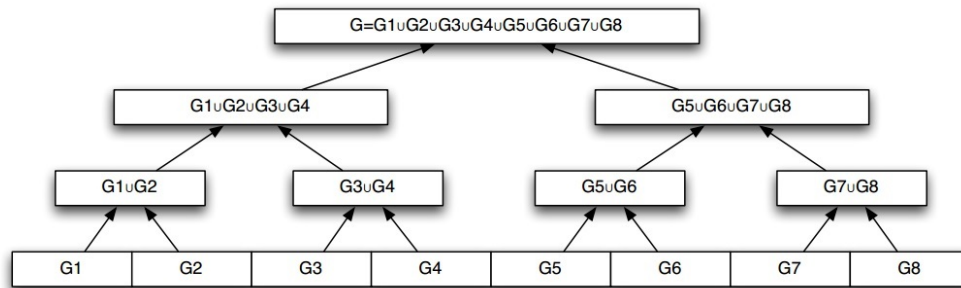 G=G1∪G2∪G3∪G4∪G5∪G6∪G7∪G8
G1∪G2∪G3∪G4 G5∪G6∪G7∪G8
G1∪G2 G3∪G4 G5∪G6 G7∪G8
G1 G2 G3 G4 G5 G6 G7 G8